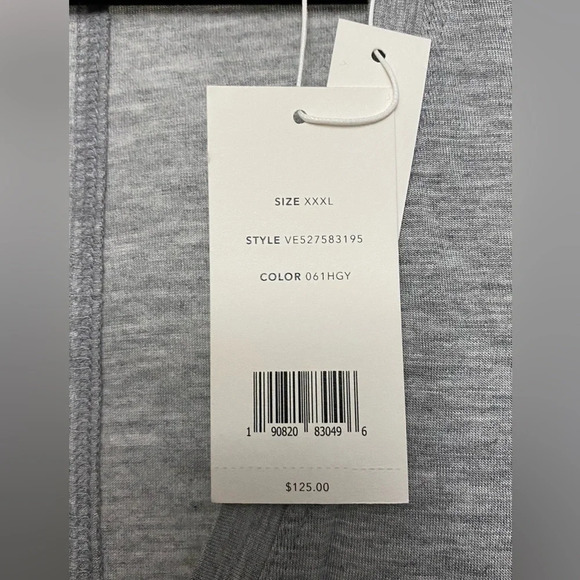 SIZE XXXL
STYLE VE527583195
COLOR 061HGY
1 90820 83049 6
$125.00